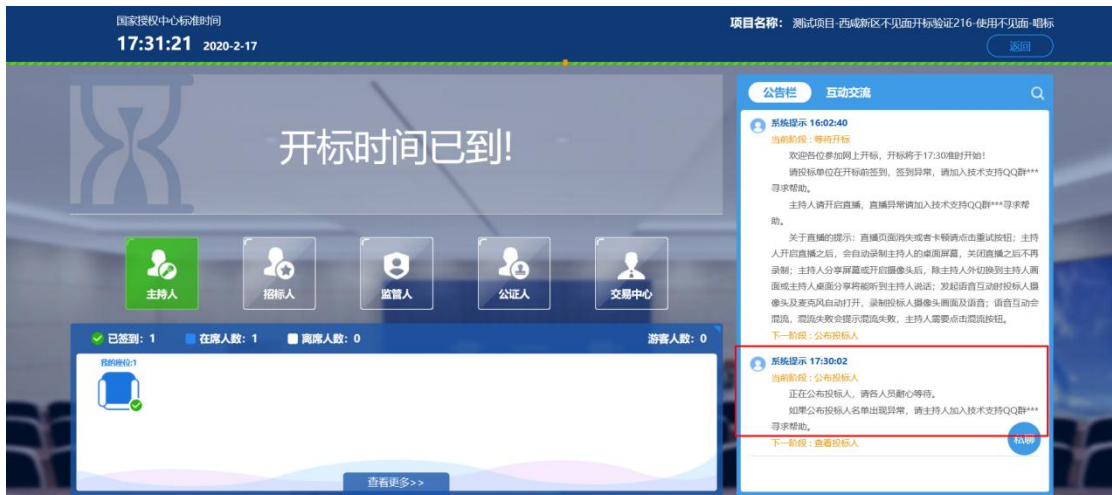 国家授权中心标准时间
17:31:21 2020-2-17
项目名称： 测试项目-西咸新区不见面开标验证216-使用不见面-唱标
返回
开标时间已到!
主持人
招标人
监管人
公证人
交易中心
已签到：1 在席人数：1 离席人数：0 游客人数：0
我的座位:1
查看更多>>
公告栏 互动交流
系统提示 16:02:40
当前阶段：等待开标
欢迎各位参加网上开标，开标将于17:30准时开始!
请投标单位在开标前签到，签到异常，请加入技术支持QQ群***
寻求帮助。
主持人请开启直播，直播异常请加入技术支持QQ群***寻求帮
助。
关于直播的提示：直播页面消失或者卡顿请点击重试按钮；主持
人开启直播之后，会自动录制主持人的桌面屏幕，关闭直播之后不再
录制；主持人分享屏幕或开启摄像头后，除主持人外切换到主持人画
面或主持人桌面分享将能听到主持人说话；发起语音互动时投标人摄
像头及麦克风自动打开，录制投标人摄像头画面及语音；语音互动会
混流，混流失败会提示混流失败，主持人需要点击混流按钮。
下一阶段：公布投标人
系统提示 17:30:02
当前阶段：公布投标人
正在公布投标人，请各人员耐心等待。
如果公布投标人名单出现异常，请主持人加入技术支持QQ群***
寻求帮助。
下一阶段：查看投标人
私聊